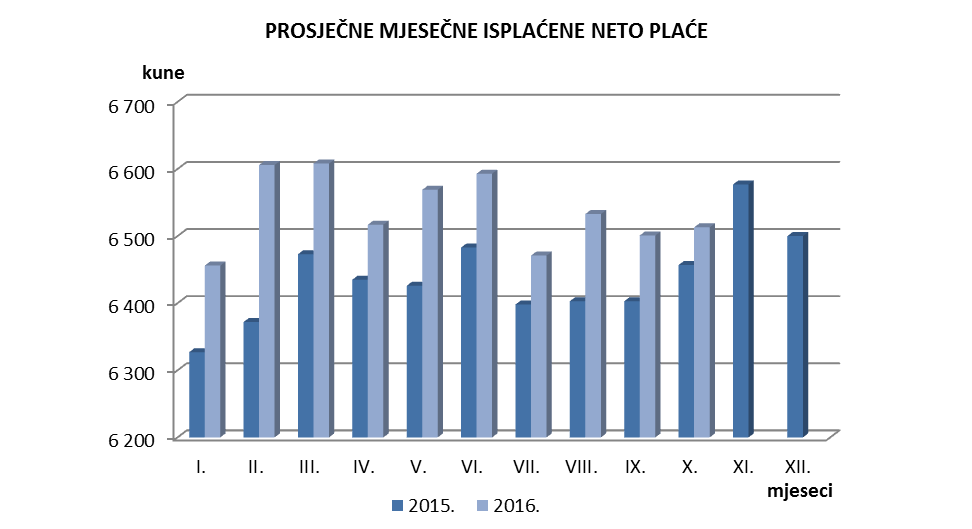 PROSJEČNE MJESEČNE ISPLAĆENE NETO PLAĆE
kune
6 700
6 600
6 500
6 400
6 300
6 200
I. II. III. IV. V. VI. VII. VIII. IX. X. XI. XII.
mjeseci
2015. 2016.